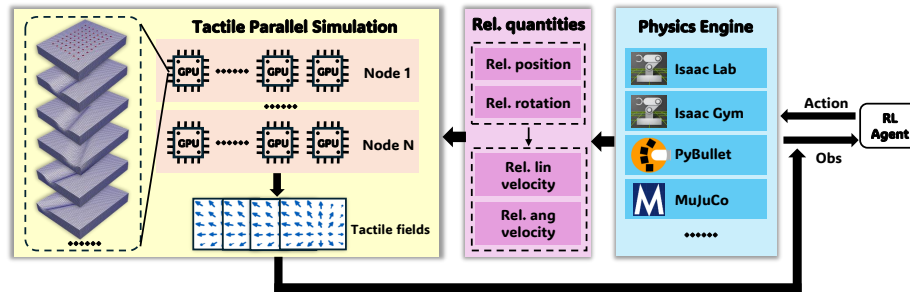 Tactile Parallel Simulation
GPU
GPU
GPU
Node 1
GPU
GPU
GPU
Node N
Tactile fields
Rel. quantities
Rel. position
Rel. rotation
Rel. lin
velocity
Rel. ang
velocity
Physics Engine
Isaac Lab
Isaac Gym
PyBullet
MuJuCo
Action
RL
Agent
Obs